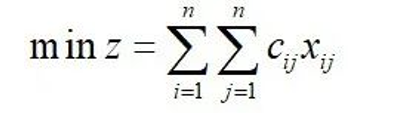 min z = ∑_{i=1}^{n} ∑_{j=1}^{n} c_{ij} x_{ij}